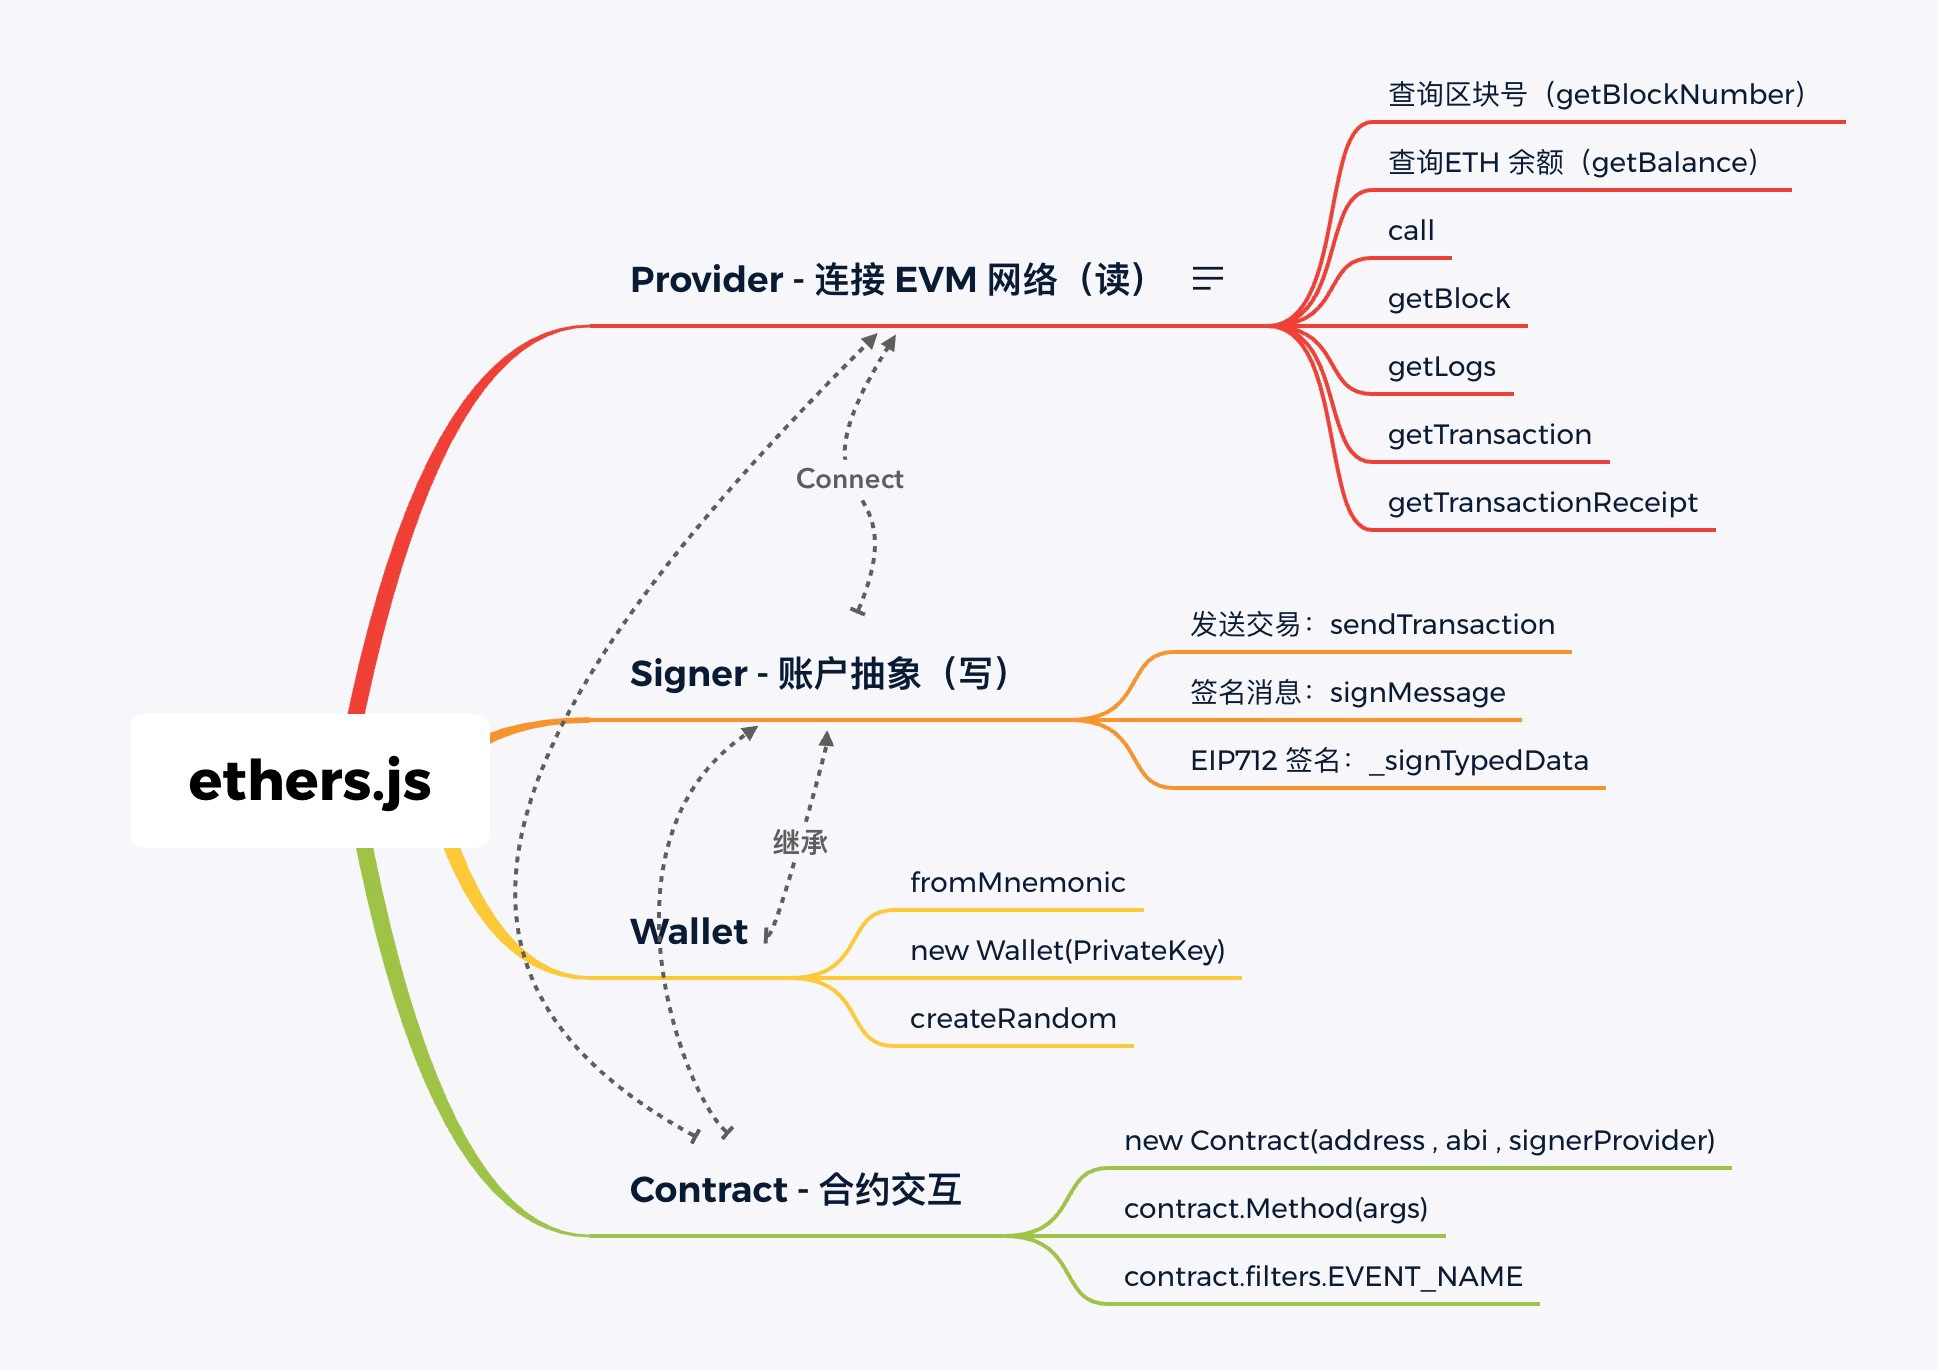 ethers.js
Provider - 连接 EVM 网络（读）
查询区块号（getBlockNumber）
查询ETH 余额（getBalance）
call
getBlock
getLogs
getTransaction
getTransactionReceipt
Connect
Signer - 账户抽象（写）
发送交易：sendTransaction
签名消息：signMessage
EIP712 签名：_signTypedData
继承
Wallet
fromMnemonic
new Wallet(PrivateKey)
createRandom
Contract - 合约交互
new Contract(address , abi , signerProvider)
contract.Method(args)
contract.filters.EVENT_NAME